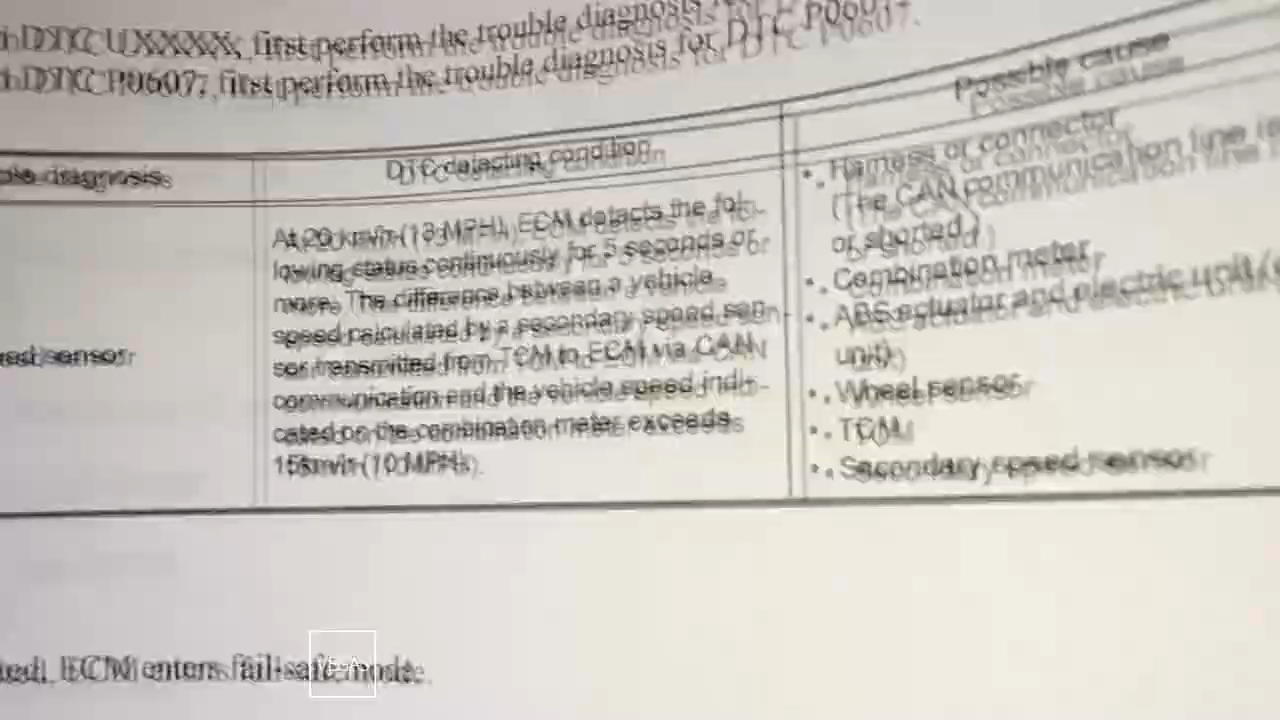 DTC UXXXX, first perform the trouble diagnosis for
DTC P0607, first perform the trouble diagnosis for DTC P0607.
Possible cause
DTC detecting condition
diagnosis
At 20 km/h (13 MPH), ECM detects the fol-
lowing status continuously for 5 seconds or
more: The difference between a vehicle
speed calculated by a secondary speed sen-
sor transmitted from TCM to ECM via CAN
communication and the vehicle speed indi-
cated on the combination meter exceeds
15km/h (10 MPH).
sensor
• Harness or connector
(The CAN communication line is
or shorted.)
• Combination meter
• ABS actuator and electric unit (
unit)
• Wheel sensor
• TCM
• Secondary speed sensor
ECM enters fail-safe mode.